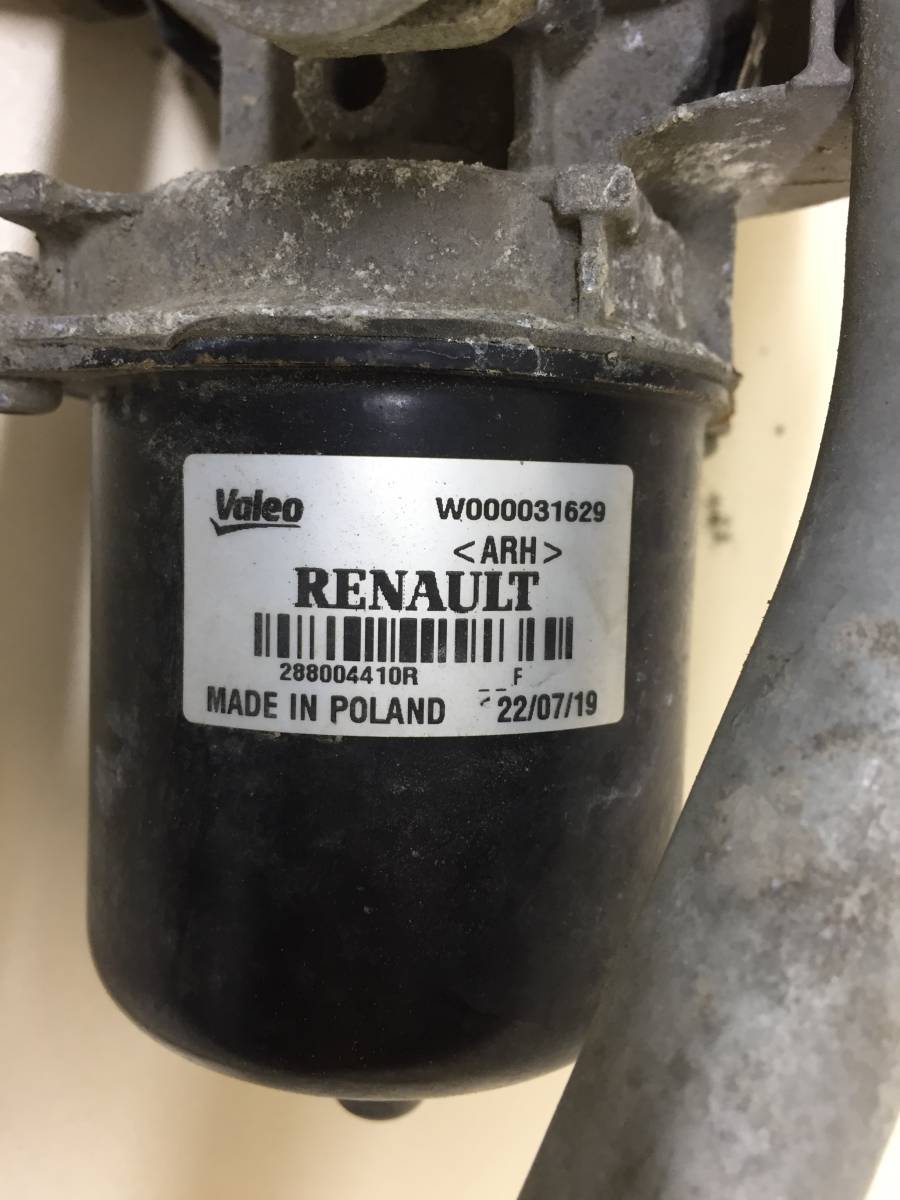 Valeo
W000031629
<ARH>
RENAULT
288004410R F
MADE IN POLAND 22/07/19